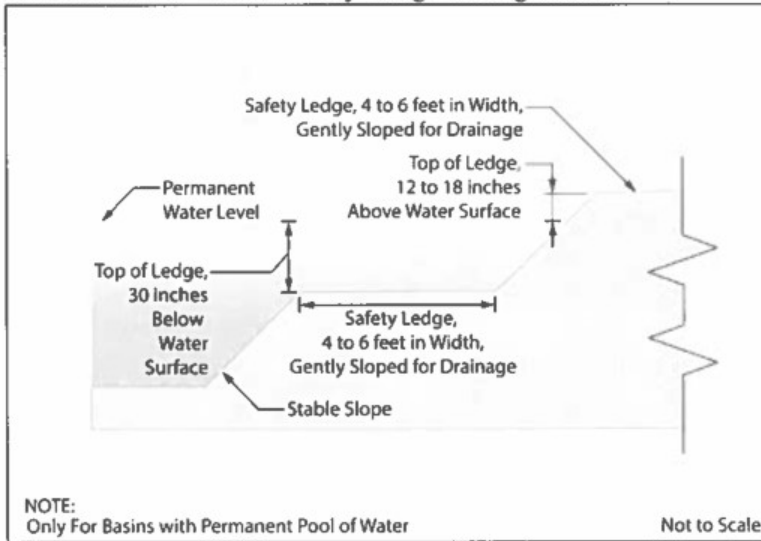 Safety Ledge, 4 to 6 feet in Width,
Gently Sloped for Drainage
Top of Ledge,
12 to 18 inches
Above Water Surface
Permanent
Water Level
Top of Ledge,
30 inches
Below
Water
Surface
Safety Ledge,
4 to 6 feet in Width,
Gently Sloped for Drainage
Stable Slope
NOTE:
Only For Basins with Permanent Pool of Water
Not to Scale